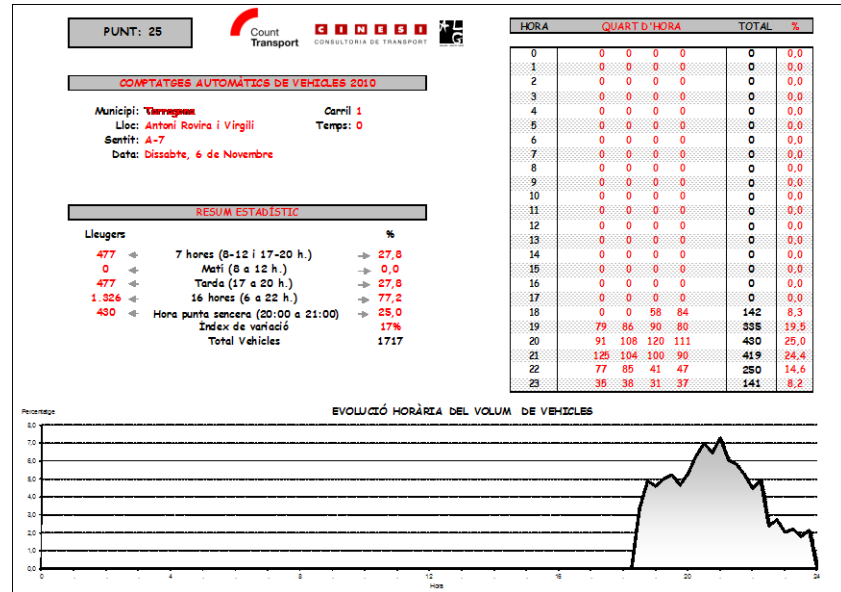 PUNT: 25
Count
Transport
CINESI
CONSULTORIA DE TRANSPORT
COMPTATGES AUTOMÀTICS DE VEHICLES 2010
Municipi: Tarragona Carril 1
Lloc: Antoni Rovira i Virgili Temps: 0
Sentit: A-7
Data: Dissabte, 6 de Novembre
RESUM ESTADÍSTIC
Lleugers %
477 7 hores (8-12 i 17-20 h.) 27,8
0 Matí (8 a 12 h.) 0,0
477 Tarda (17 a 20 h.) 27,8
1.326 16 hores (6 a 22 h.) 77,2
430 Hora punta sencera (20:00 a 21:00) 25,0
Índex de variació 17%
Total Vehicles 1717
HORA QUART D'HORA TOTAL %
0 0 0 0 0 0 0,0
1 0 0 0 0 0 0,0
2 0 0 0 0 0 0,0
3 0 0 0 0 0 0,0
4 0 0 0 0 0 0,0
5 0 0 0 0 0 0,0
6 0 0 0 0 0 0,0
7 0 0 0 0 0 0,0
8 0 0 0 0 0 0,0
9 0 0 0 0 0 0,0
10 0 0 0 0 0 0,0
11 0 0 0 0 0 0,0
12 0 0 0 0 0 0,0
13 0 0 0 0 0 0,0
14 0 0 0 0 0 0,0
15 0 0 0 0 0 0,0
16 0 0 0 0 0 0,0
17 0 0 0 0 0 0,0
18 0 0 58 84 142 8,3
19 79 86 90 80 335 19,5
20 91 108 120 111 430 25,0
21 125 104 100 90 419 24,4
22 77 85 41 47 250 14,6
23 35 38 31 37 141 8,2
EVOLUCIÓ HORÀRIA DEL VOLUM DE VEHICLES
Percentatge
8,0
7,0
6,0
5,0
4,0
3,0
2,0
1,0
0,0
0 4 8 12 16 20 24
Hora